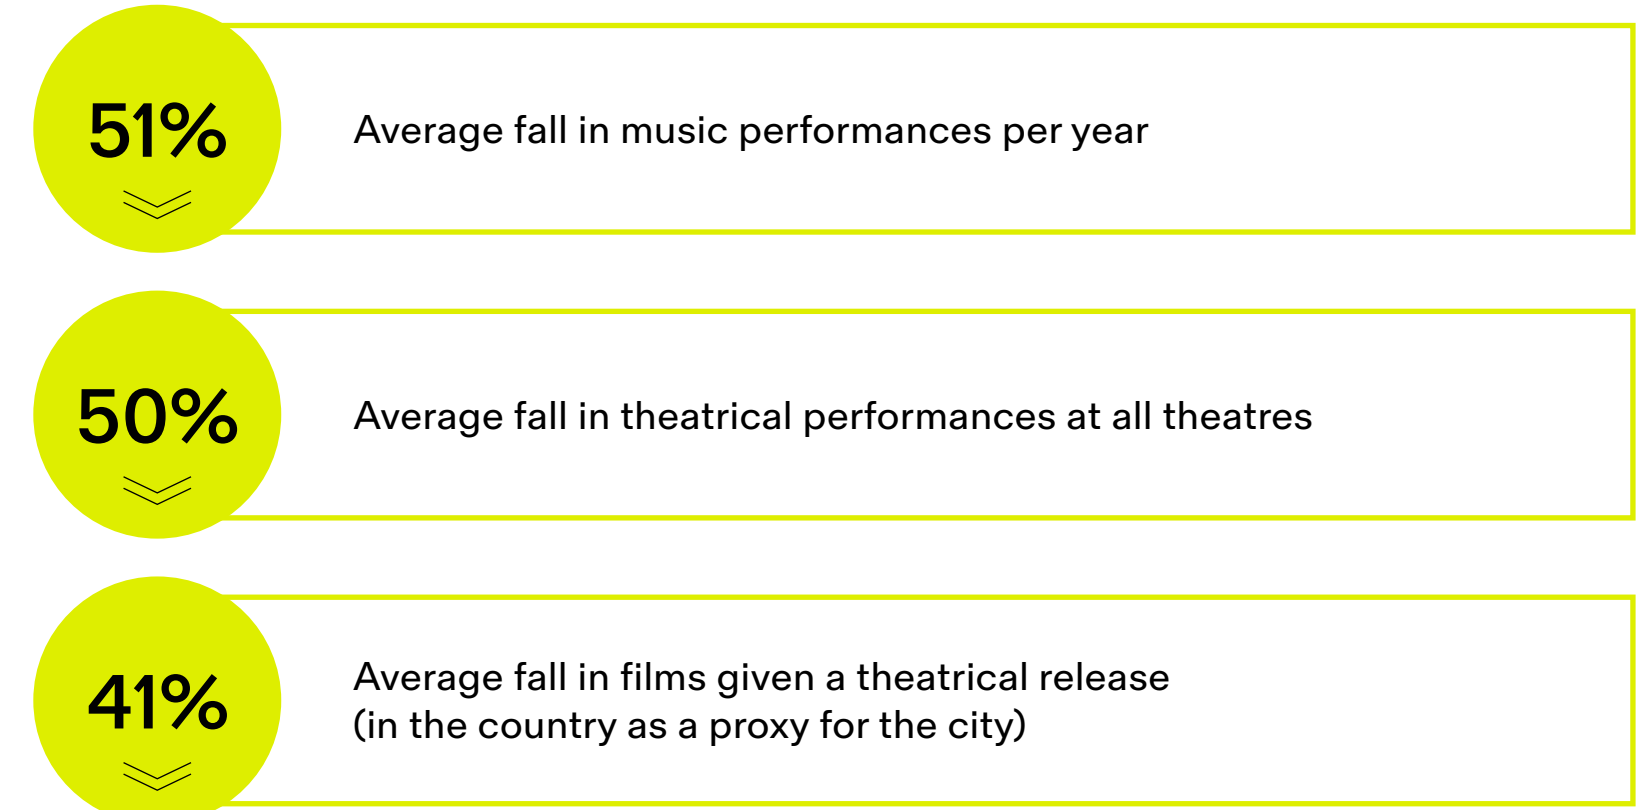 51%
Average fall in music performances per year
50%
Average fall in theatrical performances at all theatres
41%
Average fall in films given a theatrical release
(in the country as a proxy for the city)